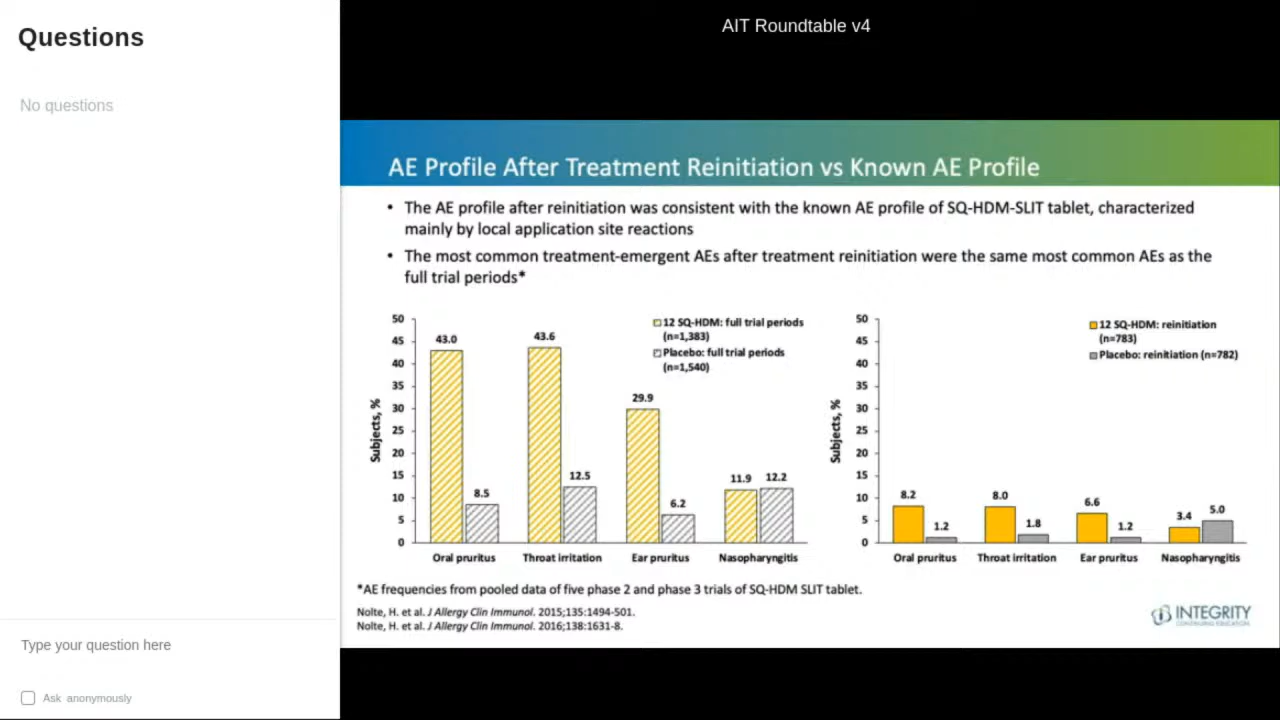 Questions
No questions
Type your question here
Ask anonymously
AIT Roundtable v4
AE Profile After Treatment Reinitiation vs Known AE Profile
• The AE profile after reinitiation was consistent with the known AE profile of SQ-HDM-SLIT tablet, characterized
mainly by local application site reactions
• The most common treatment-emergent AEs after treatment reinitiation were the same most common AEs as the
full trial periods*
Subjects, %
50
45
40
35
30
25
20
15
10
5
0
12 SQ-HDM: full trial periods
(n=1,383)
Placebo: full trial periods
(n=1,540)
43.0
8.5
43.6
12.5
29.9
6.2
11.9
12.2
Oral pruritus
Throat irritation
Ear pruritus
Nasopharyngitis
Subjects, %
50
45
40
35
30
25
20
15
10
5
0
12 SQ-HDM: reinitiation
(n=783)
Placebo: reinitiation (n=782)
8.2
1.2
8.0
1.8
6.6
1.2
3.4
5.0
Oral pruritus
Throat irritation
Ear pruritus
Nasopharyngitis
*AE frequencies from pooled data of five phase 2 and phase 3 trials of SQ-HDM SLIT tablet.
Nolte, H. et al. J Allergy Clin Immunol. 2015;135:1494-501.
Nolte, H. et al. J Allergy Clin Immunol. 2016;138:1631-8.
INTEGRITY
CONTINUING EDUCATION